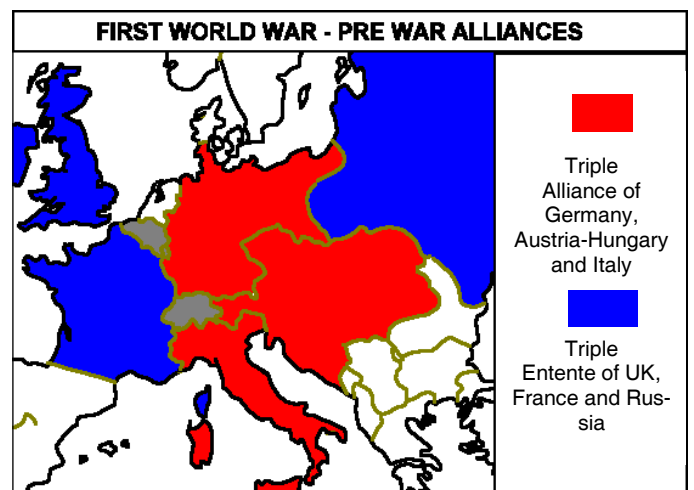 FIRST WORLD WAR - PRE WAR ALLIANCES
Triple
Alliance of
Germany,
Austria-Hungary
and Italy
Triple
Entente of UK,
France and Rus-
sia